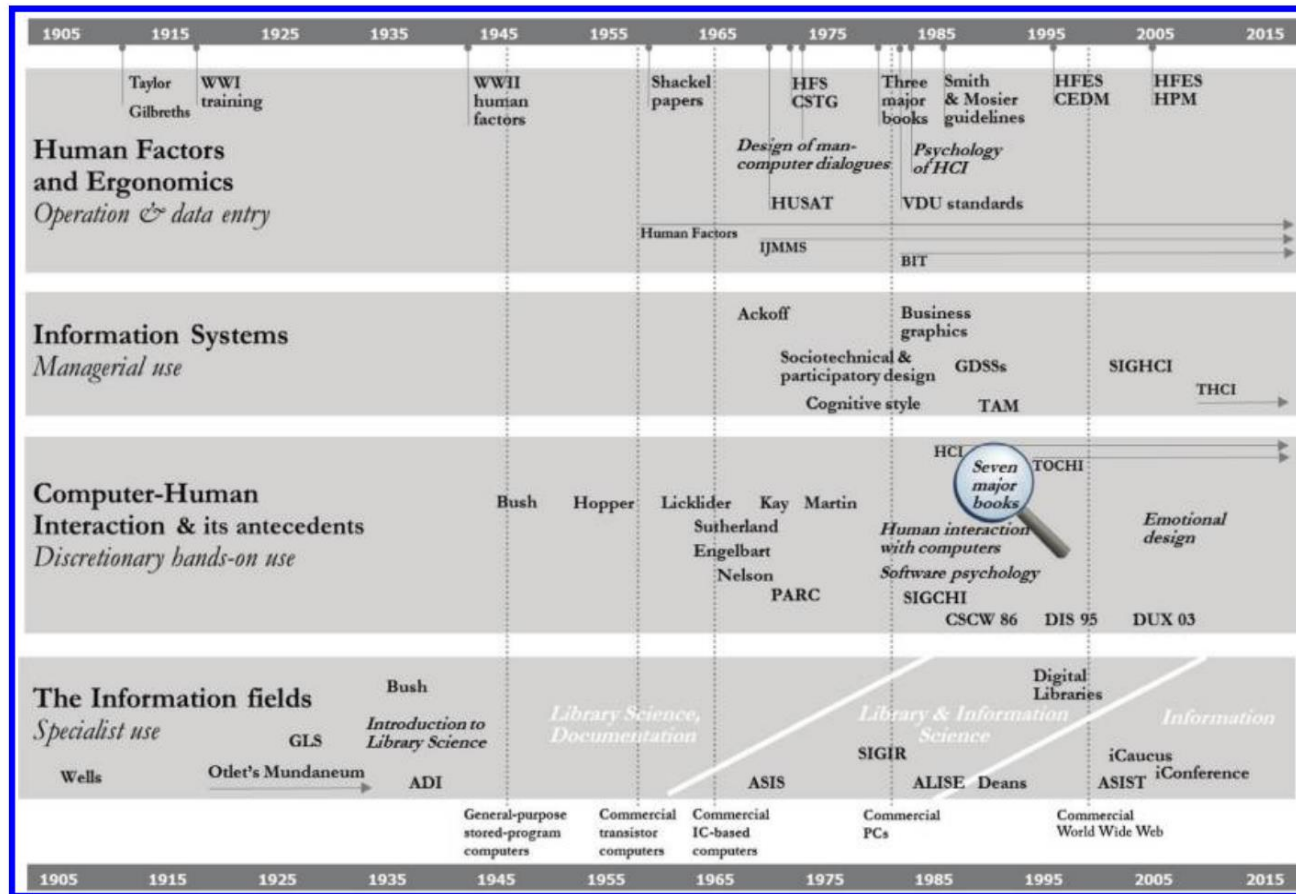 1905 1915 1925 1935 1945 1955 1965 1975 1985 1995 2005 2015
Taylor
Gilbreths
WWI
training
WWII
human
factors
Shackel
papers
HFS
CSTG
Three
major
books
Smith
& Mosier
guidelines
HFES
CEDM
HFES
HPM
Human Factors
and Ergonomics
Operation & data entry
Design of man-
computer dialogues
Psychology
of HCI
HUSAT
VDU standards
Human Factors
IJMMS
BIT
Information Systems
Managerial use
Ackoff
Business
graphics
Sociotechnical &
participatory design
GDSSs
SIGHCI
THCI
Cognitive style
TAM
Computer-Human
Interaction & its antecedents
Discretionary hands-on use
HCI
TOCHI
Seven
major
books
Bush
Hopper
Licklider
Kay
Martin
Sutherland
Engelbart
Nelson
PARC
Human interaction
with computers
Software psychology
SIGCHI
CSCW 86
DIS 95
DUX 03
Emotional
design
The Information fields
Specialist use
Bush
Introduction to
Library Science
GLS
Wells
Otlet's Mundaneum
ADI
Library Science,
Documentation
Library & Information
Science
Information
Digital
Libraries
SIGIR
ASIS
ALISE
Deans
iCaucus
iConference
ASIST
General-purpose
stored-program
computers
Commercial
transistor
computers
Commercial
IC-based
computers
Commercial
PCs
Commercial
World Wide Web
1905 1915 1925 1935 1945 1955 1965 1975 1985 1995 2005 2015